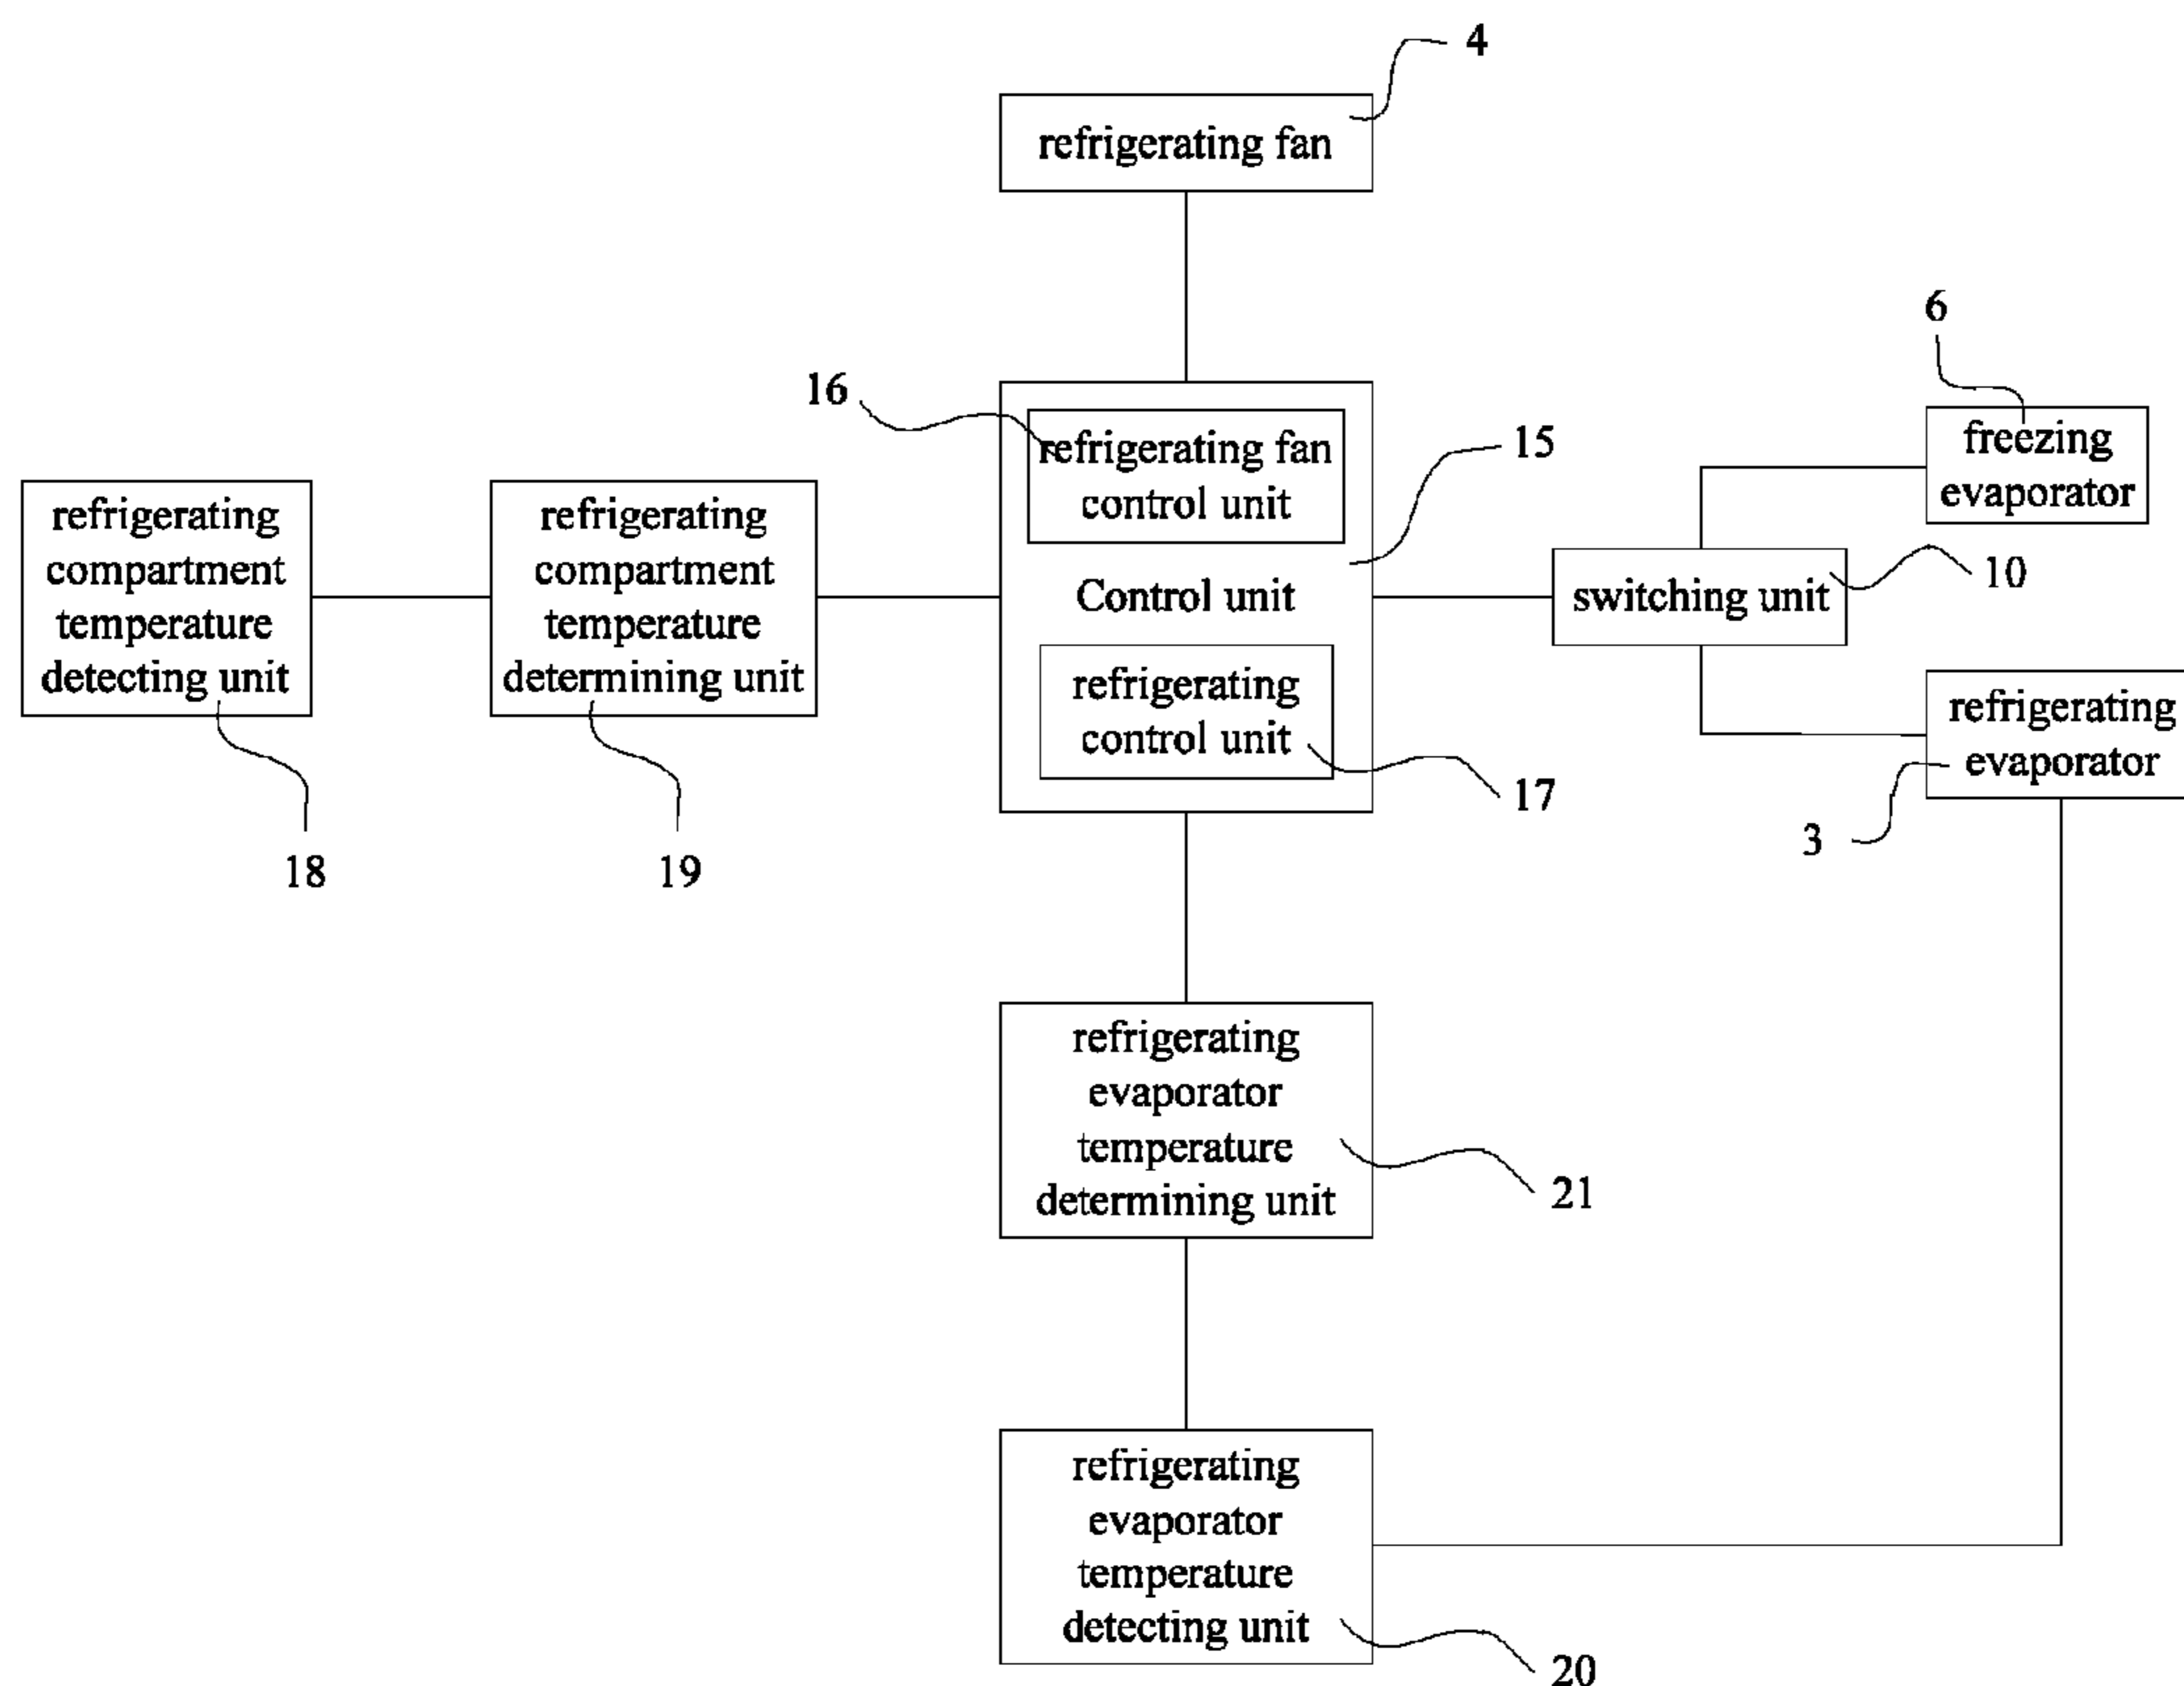 4
refrigerating fan
6
16
refrigerating fan
control unit
15
freezing
evaporator
refrigerating
compartment
temperature
detecting unit
refrigerating
compartment
temperature
determining unit
Control unit
switching unit
10
refrigerating
control unit
refrigerating
evaporator
17
3
18
19
refrigerating
evaporator
temperature
determining unit
21
refrigerating
evaporator
temperature
detecting unit
20